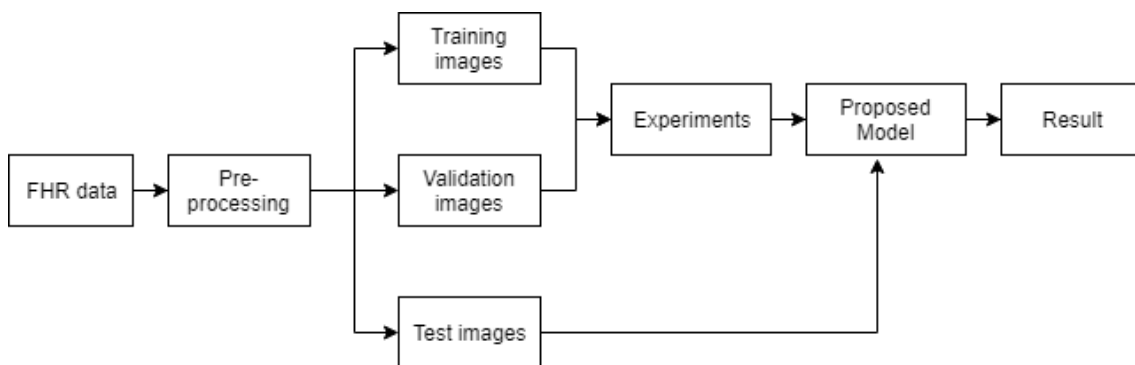 FHR data
Pre-
processing
Training
images
Validation
images
Test images
Experiments
Proposed
Model
Result